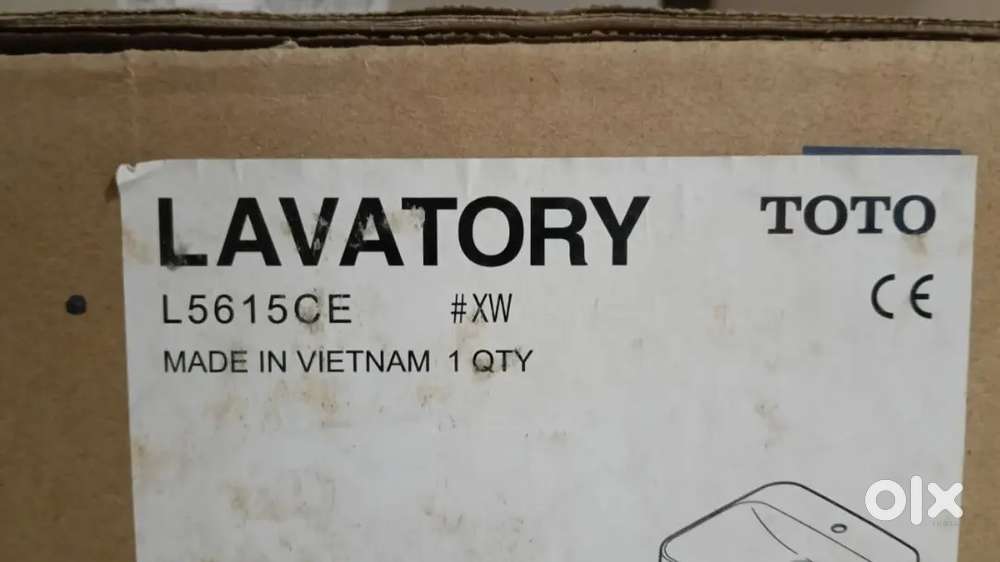 LAVATORY
TOTO
L5615CE #XW
CE
MADE IN VIETNAM 1 QTY
olx